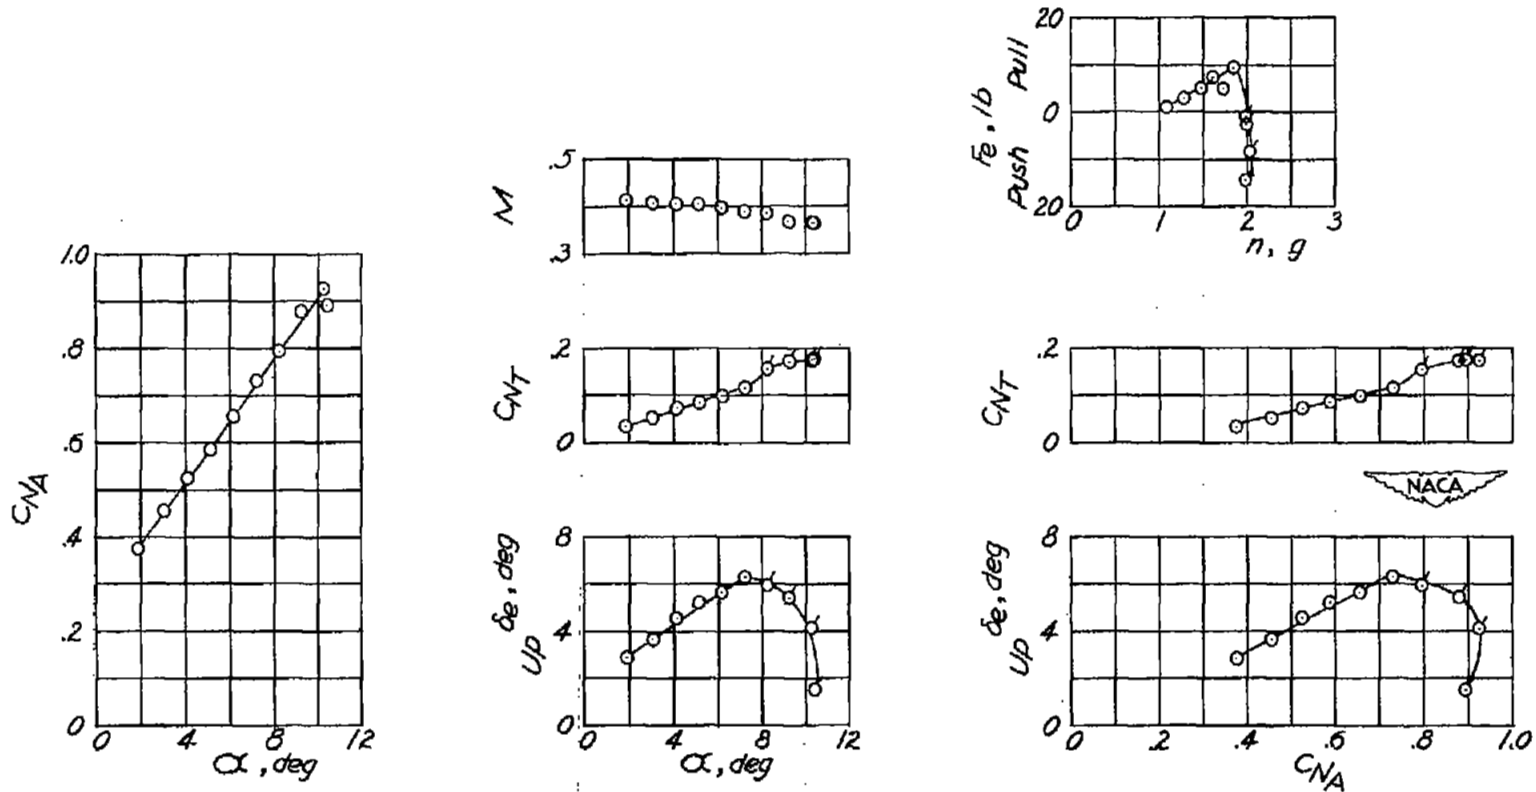 1.0
.8
.6
.4
.2
0
CNA
0 4 8 12
α, deg
.5
.3
M
.2
0
CNT
8
4
0
Up δe, deg
0 4 8 12
α, deg
20
0
20
Fe, lb
Push Pull
0 1 2 3
n, g
.2
0
CNT
NACA
8
4
0
Up δe, deg
0 .2 .4 .6 .8 1.0
CNA